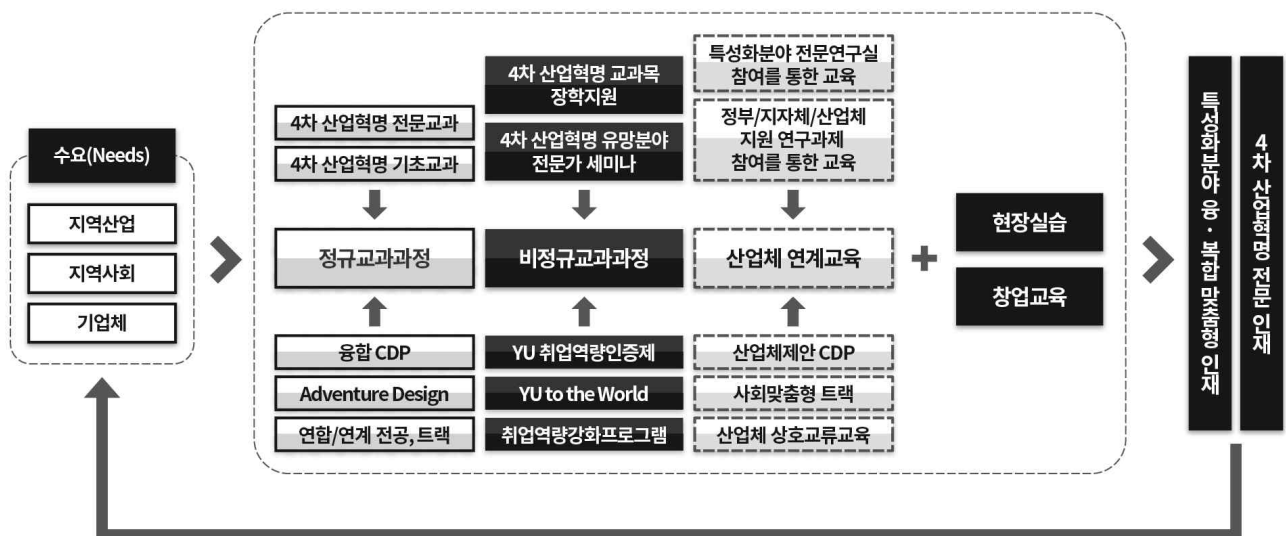 수요(Needs)
지역산업
지역사회
기업체
4차 산업혁명 전문교과
4차 산업혁명 기초교과
정규교과과정
융합 CDP
Adventure Design
연합/연계 전공, 트랙
4차 산업혁명 교과목
장학지원
4차 산업혁명 유망분야
전문가 세미나
비정규교과과정
YU 취업역량인증제
YU to the World
취업역량강화프로그램
특성화분야 전문연구실
참여를 통한 교육
정부/지자체/산업체
지원 연구과제
참여를 통한 교육
산업체 연계교육
산업체제안 CDP
사회맞춤형 트랙
산업체 상호교류교육
현장실습
창업교육
특성화분야 융·복합 맞춤형 인재
4차 산업혁명 전문 인재